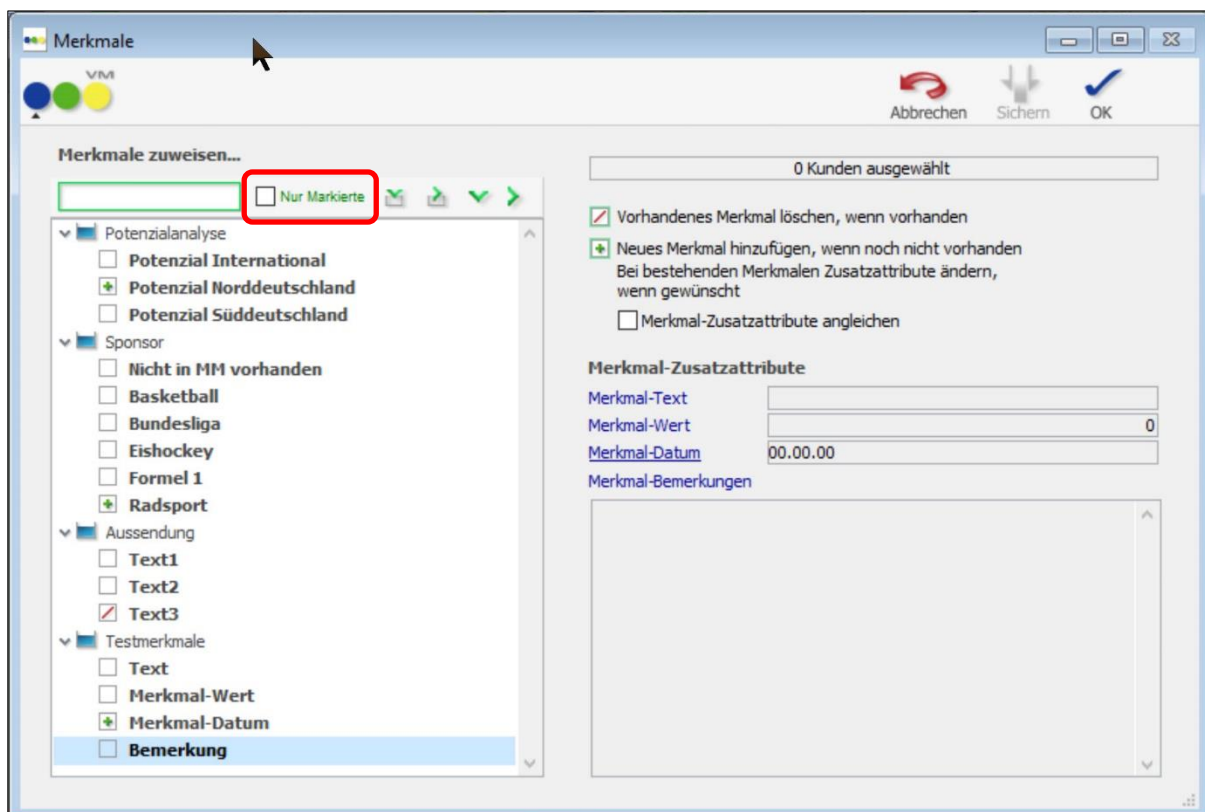 Merkmale
VM
Abbrechen
Sichern
OK
Merkmale zuweisen...
Nur Markierte
Potenzialanalyse
Potenzial International
Potenzial Norddeutschland
Potenzial Süddeutschland
Sponsor
Nicht in MM vorhanden
Basketball
Bundesliga
Eishockey
Formel 1
Radsport
Aussendung
Text1
Text2
Text3
Testmerkmale
Text
Merkmal-Wert
Merkmal-Datum
Bemerkung
0 Kunden ausgewählt
Vorhandenes Merkmal löschen, wenn vorhanden
Neues Merkmal hinzufügen, wenn noch nicht vorhanden
Bei bestehenden Merkmalen Zusatzattribute ändern,
wenn gewünscht
Merkmal-Zusatzattribute angleichen
Merkmal-Zusatzattribute
Merkmal-Text
Merkmal-Wert 0
Merkmal-Datum 00.00.00
Merkmal-Bemerkungen